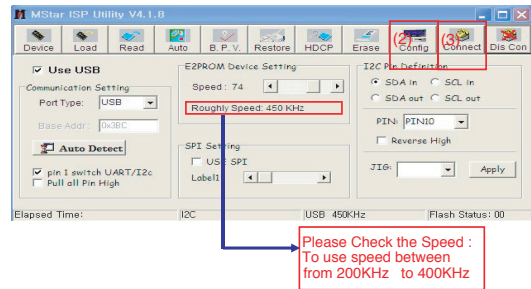 MStar ISP Utility V4.1.8
Device Load Read Auto B. P. V. Restore HDCP Erase Config Connect Dis Con
(2) (3)
Use USB
Communication Setting
Port Type: USB
Base Addr: 0x3BC
Auto Detect
pin 1 switch UART/I2c
Pull all Pin High
E2PROM Device Setting
Speed : 74
Roughly Speed: 450 KHz
SPI Setting
USE SPI
Label1
I2C Pin Definition
SDA in SCL in
SDA out SCL out
PIN: PIN10
Reverse High
JIG: Apply
Elapsed Time: I2C USB 450KHz Flash Status: 00
Please Check the Speed :
To use speed between
from 200KHz to 400KHz